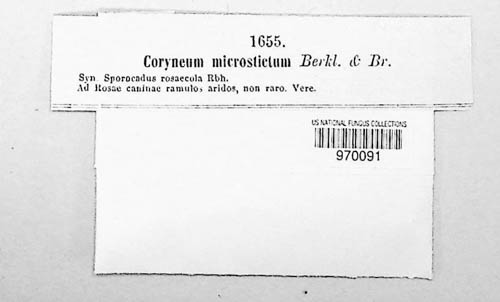 1655.
Coryneum microstictum Berkl. & Br.
Syn. Sporocadus rosaecola Rbh.
Ad Rosae caninae ramulos aridos, non raro. Vere.
US NATIONAL FUNGUS COLLECTIONS
970091